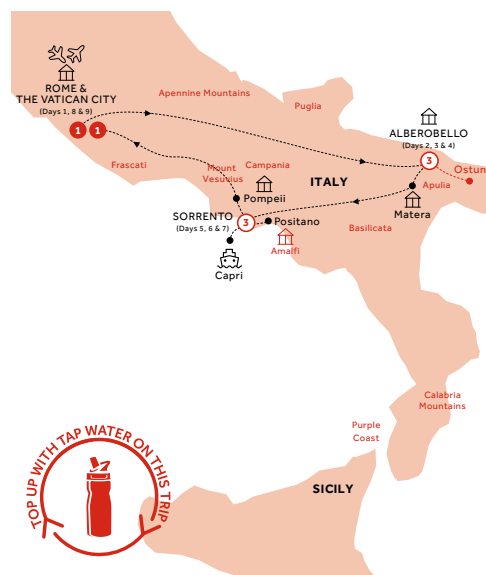 ROME &
THE VATICAN CITY
(Days 1, 8 & 9)
1
1
Apennine Mountains
Puglia
ALBEROBELLO
(Days 2, 3 & 4)
3
Ostun
Frascati
Mount
Vesuvius
Campania
ITALY
Apulia
Pompeii
Matera
SORRENTO
(Days 5, 6 & 7)
3
Positano
Basilicata
Amalfi
Capri
Calabria
Mountains
Purple
Coast
SICILY
TOP UP WITH TAP WATER ON THIS TRIP